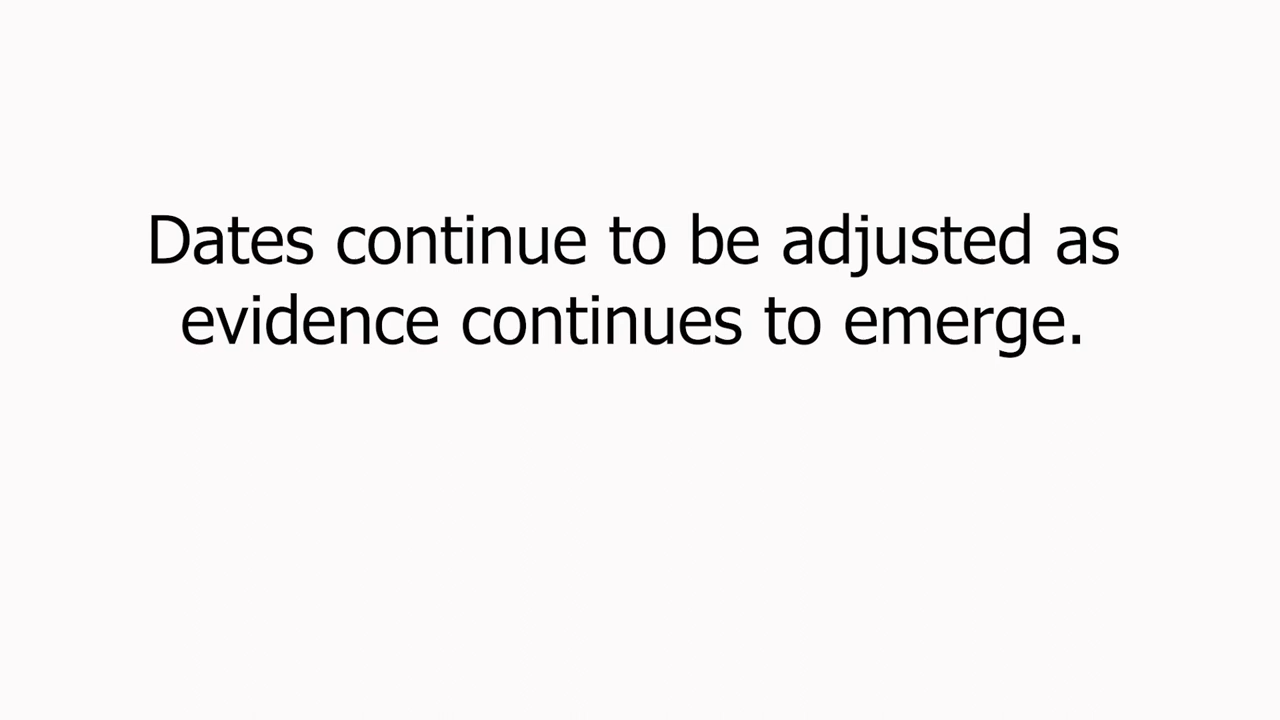 Dates continue to be adjusted as
evidence continues to emerge.